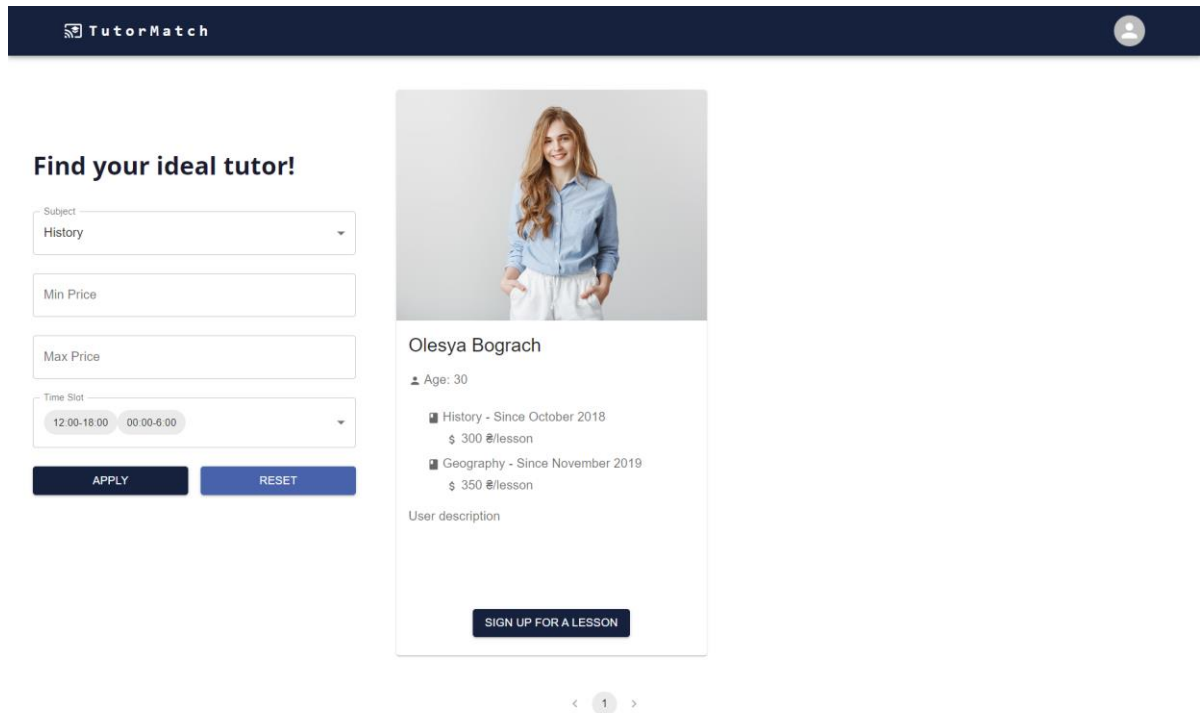 TutorMatch
Find your ideal tutor!
Subject
History
Min Price
Max Price
Time Slot
12:00-18:00 00:00-6:00
APPLY RESET
Olesya Bograch
Age: 30
History - Since October 2018
$ 300 ₴/lesson
Geography - Since November 2019
$ 350 ₴/lesson
User description
SIGN UP FOR A LESSON
< 1 >